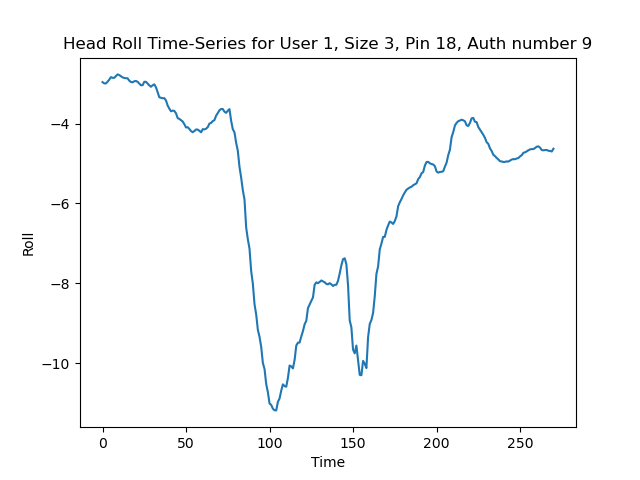 Head Roll Time-Series for User 1, Size 3, Pin 18, Auth number 9
−4
−6
−8
−10
Roll
0 50 100 150 200 250
Time